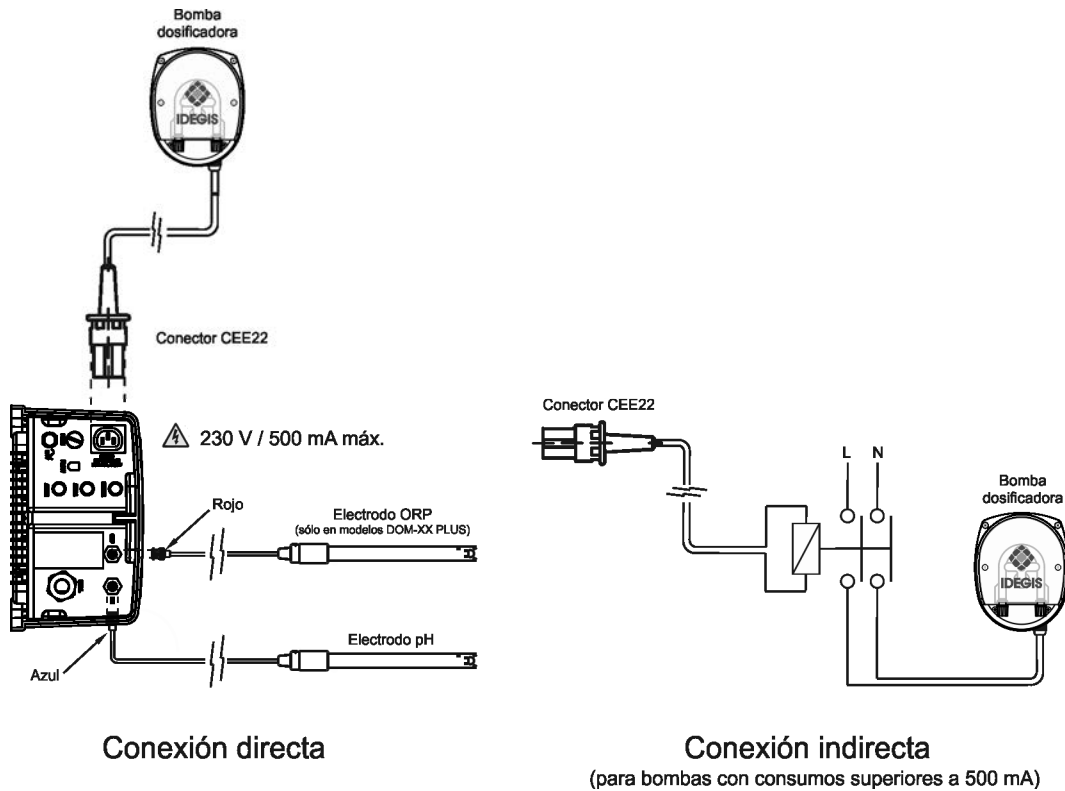 Bomba
dosificadora
IDEGIS
Conector CEE22
230 V / 500 mA máx.
Rojo
Electrodo ORP
(sólo en modelos DOM-XX PLUS)
Electrodo pH
Azul
Conexión directa
Conector CEE22
L N
Bomba
dosificadora
IDEGIS
Conexión indirecta
(para bombas con consumos superiores a 500 mA)